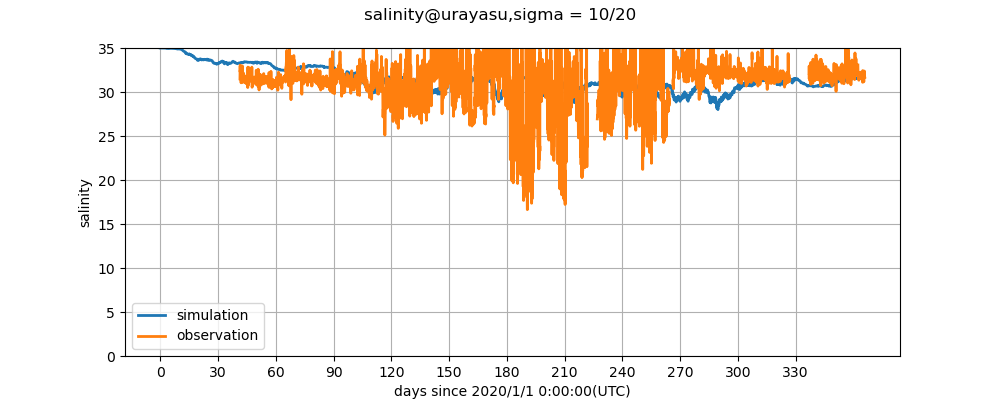 salinity@urayasu,sigma = 10/20
35
30
25
20
15
10
5
0
salinity
simulation
observation
0 30 60 90 120 150 180 210 240 270 300 330
days since 2020/1/1 0:00:00(UTC)